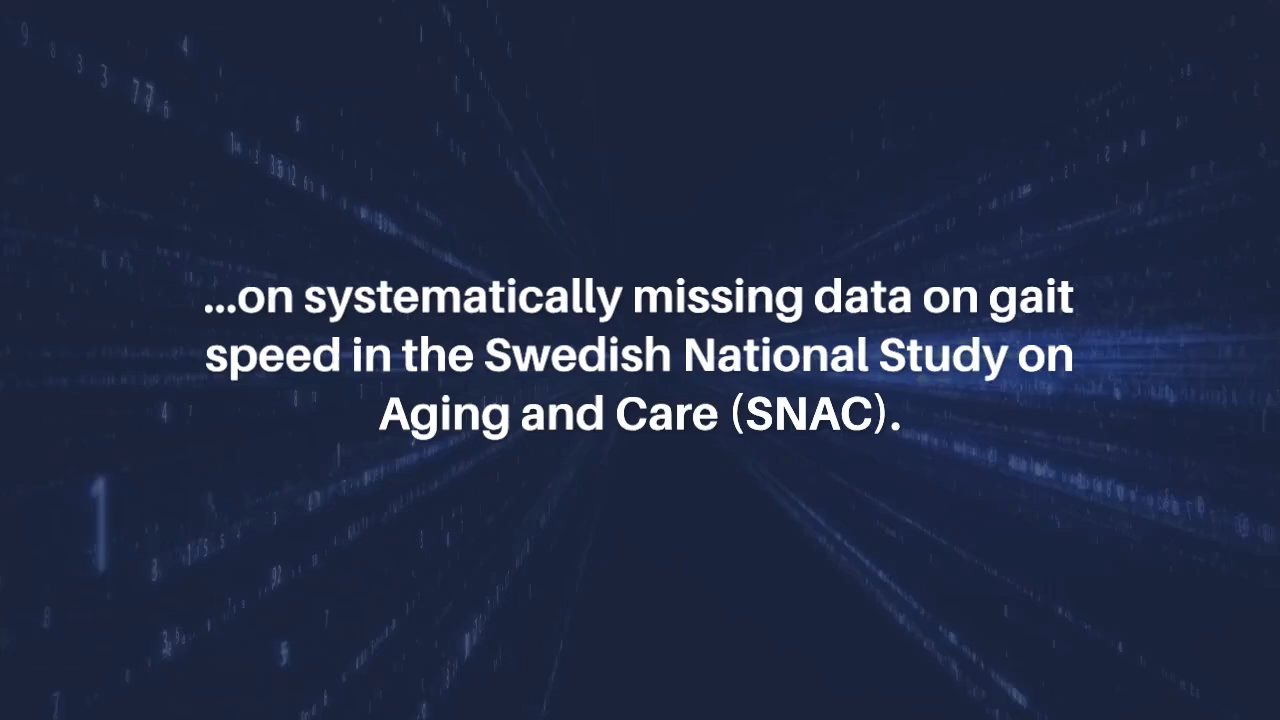 ...on systematically missing data on gait
speed in the Swedish National Study on
Aging and Care (SNAC).